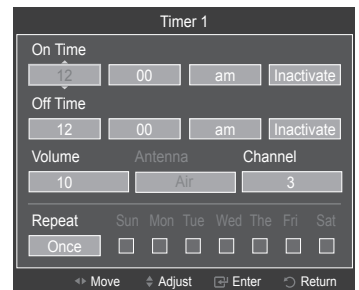 Timer 1
On Time
12 00 am Inactivate
Off Time
12 00 am Inactivate
Volume Antenna Channel
10 Air 3
Repeat Sun Mon Tue Wed The Fri Sat
Once
Move Adjust Enter Return